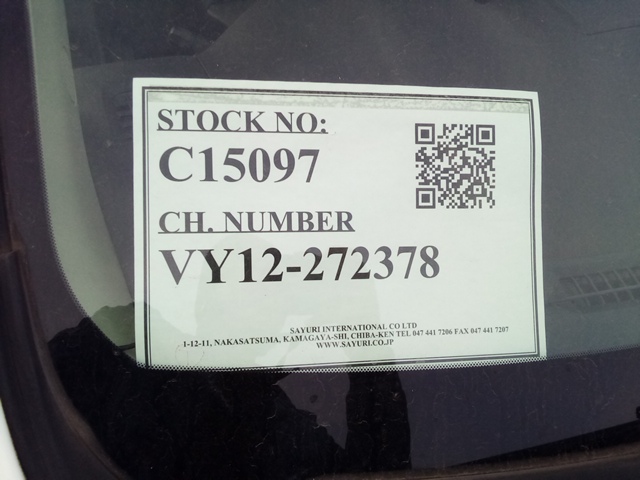 STOCK NO:
C15097
CH. NUMBER
VY12-272378
SAYURI INTERNATIONAL CO LTD
1-12-11, NAKASATSUMA, KAMAGAYA-SHI, CHIBA-KEN TEL 047 441 7206 FAX 047 441 7207
WWW.SAYURI.CO.JP